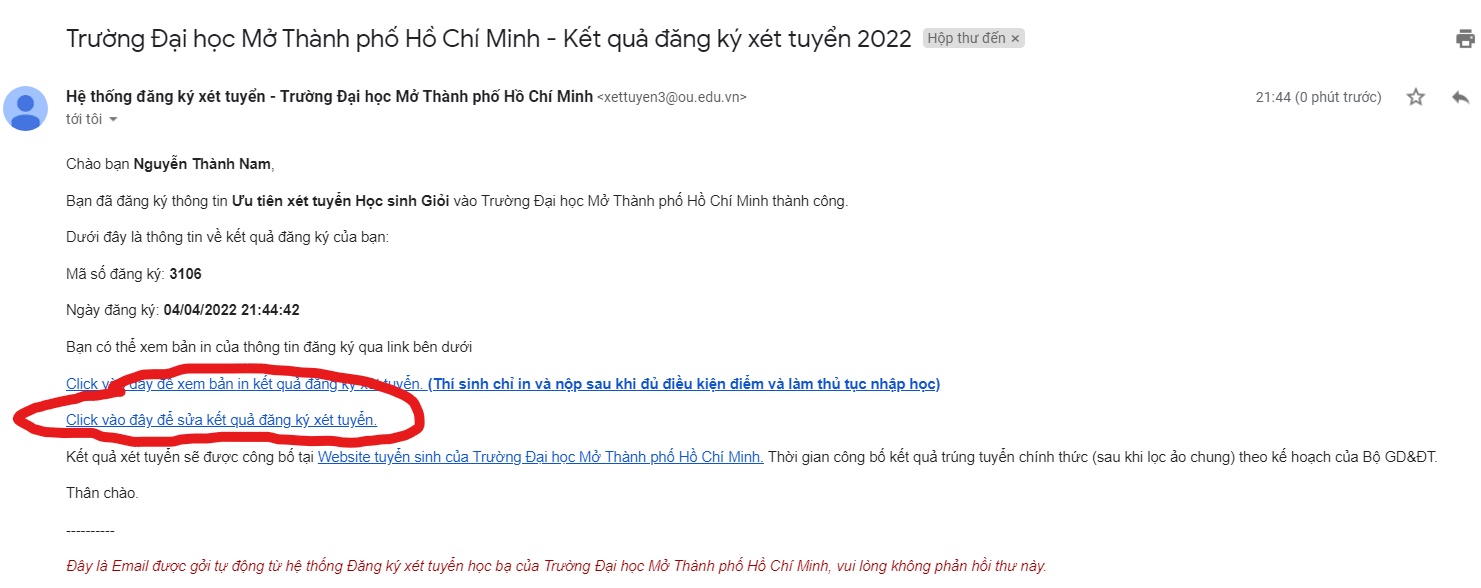 Trường Đại học Mở Thành phố Hồ Chí Minh - Kết quả đăng ký xét tuyển 2022 Hộp thư đến ×
Hệ thống đăng ký xét tuyển - Trường Đại học Mở Thành phố Hồ Chí Minh <xettuyen3@ou.edu.vn> 21:44 (0 phút trước)
tới tôi
Chào bạn Nguyễn Thành Nam,
Bạn đã đăng ký thông tin Ưu tiên xét tuyển Học sinh Giỏi vào Trường Đại học Mở Thành phố Hồ Chí Minh thành công.
Dưới đây là thông tin về kết quả đăng ký của bạn:
Mã số đăng ký: 3106
Ngày đăng ký: 04/04/2022 21:44:42
Bạn có thể xem bản in của thông tin đăng ký qua link bên dưới
Click vào đây để xem bản in kết quả đăng ký xét tuyển. (Thí sinh chỉ in và nộp sau khi đủ điều kiện điểm và làm thủ tục nhập học)
Click vào đây để sửa kết quả đăng ký xét tuyển.
Kết quả xét tuyển sẽ được công bố tại Website tuyển sinh của Trường Đại học Mở Thành phố Hồ Chí Minh. Thời gian công bố kết quả trúng tuyển chính thức (sau khi lọc ảo chung) theo kế hoạch của Bộ GD&ĐT.
Thân chào.
----------
Đây là Email được gởi tự động từ hệ thống Đăng ký xét tuyển học bạ của Trường Đại học Mở Thành phố Hồ Chí Minh, vui lòng không phản hồi thư này.